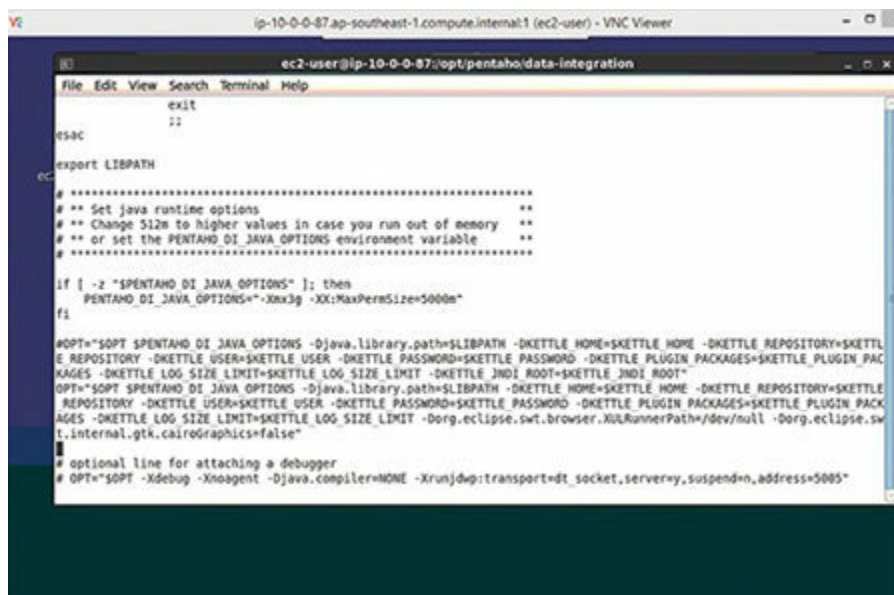 ip-10-0-0-87.ap-southeast-1.compute.internal:1 (ec2-user) - VNC Viewer
ec2-user@ip-10-0-0-87:/opt/pentaho/data-integration
File Edit View Search Terminal Help
exit
;;
esac
export LIBPATH
ec2
# ******************************************************************
# ** Set java runtime options **
# ** Change 512m to higher values in case you run out of memory **
# ** or set the PENTAHO_DI_JAVA_OPTIONS environment variable **
# ******************************************************************
if [ -z "$PENTAHO_DI_JAVA_OPTIONS" ]; then
PENTAHO_DI_JAVA_OPTIONS="-Xmx3g -XX:MaxPermSize=5000m"
fi
#OPT="$OPT $PENTAHO_DI_JAVA_OPTIONS -Djava.library.path=$LIBPATH -DKETTLE_HOME=$KETTLE_HOME -DKETTLE_REPOSITORY=$KETTL
E_REPOSITORY -DKETTLE_USER=$KETTLE_USER -DKETTLE_PASSWORD=$KETTLE_PASSWORD -DKETTLE_PLUGIN_PACKAGES=$KETTLE_PLUGIN_PAC
KAGES -DKETTLE_LOG_SIZE_LIMIT=$KETTLE_LOG_SIZE_LIMIT -DKETTLE_JNDI_ROOT=$KETTLE_JNDI_ROOT"
OPT="$OPT $PENTAHO_DI_JAVA_OPTIONS -Djava.library.path=$LIBPATH -DKETTLE_HOME=$KETTLE_HOME -DKETTLE_REPOSITORY=$KETTLE
_REPOSITORY -DKETTLE_USER=$KETTLE_USER -DKETTLE_PASSWORD=$KETTLE_PASSWORD -DKETTLE_PLUGIN_PACKAGES=$KETTLE_PLUGIN_PACK
AGES -DKETTLE_LOG_SIZE_LIMIT=$KETTLE_LOG_SIZE_LIMIT -Dorg.eclipse.swt.browser.XULRunnerPath=/dev/null -Dorg.eclipse.sw
t.internal.gtk.cairoGraphics=false"
# optional line for attaching a debugger
# OPT="$OPT -Xdebug -Xnoagent -Djava.compiler=NONE -Xrunjdwp:transport=dt_socket,server=y,suspend=n,address=5005"